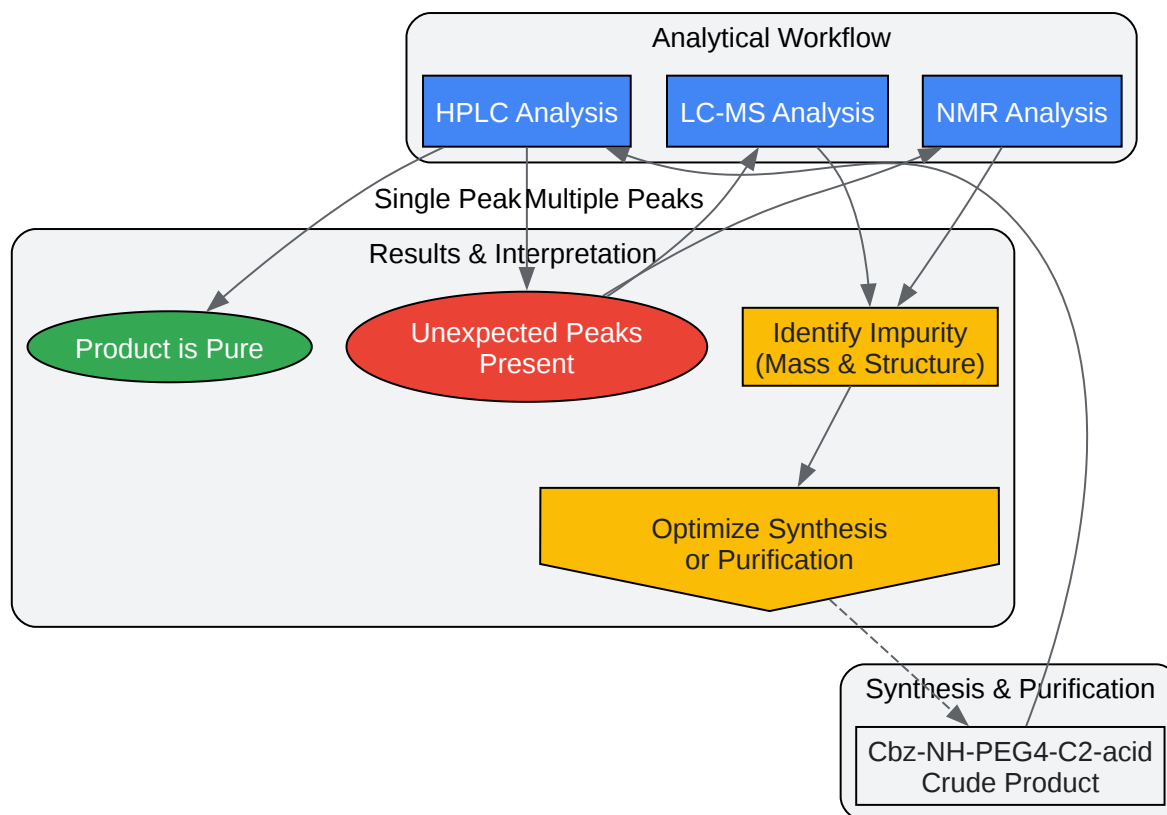 Analytical Workflow
HPLC Analysis
LC-MS Analysis
NMR Analysis
Single Peak
Multiple Peaks
Results & Interpretation
Product is Pure
Unexpected Peaks
Present
Identify Impurity
(Mass & Structure)
Optimize Synthesis
or Purification
Synthesis & Purification
Cbz-NH-PEG4-C2-acid
Crude Product